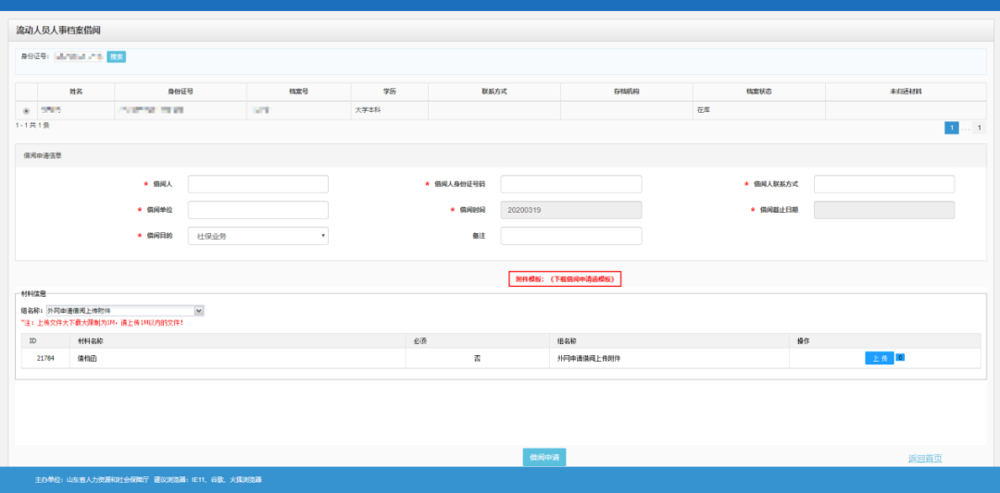 流动人员人事档案借阅
身份证号： 搜索
姓名 身份证号 档案号 学历 联系方式 存档机构 档案状态 未归还材料
大学本科 在库
1 - 1 共 1 条 1 ... 1
借阅申请信息
* 借阅人 * 借阅人身份证号码 * 借阅人联系方式
* 借阅单位 * 借阅时间 20200319 * 借阅截止日期
* 借阅目的 社保业务 备注
附件模板：《下载借阅申请函模板》
材料信息
组名称： 外网申请借阅上传附件
*注：上传文件大下最大限制为1M，请上传1M以内的文件！
ID 材料名称 必须 组名称 操作
21784 借档函 否 外网申请借阅上传附件 上 传 0
借阅申请 返回首页
主办单位：山东省人力资源和社会保障厅 建议浏览器：IE11、谷歌、火狐浏览器